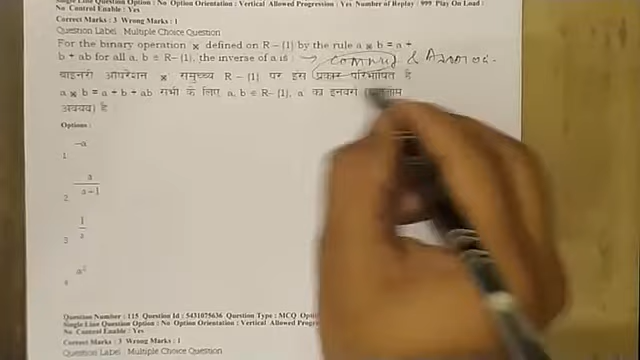 Single Line Question Option : No Option Orientation : Vertical Allowed Progression : Yes Number of Replay : 999 Play On Load :
No Control Enable : Yes
Correct Marks : 3 Wrong Marks : 1
Question Label : Multiple Choice Question
For the binary operation × defined on R – {1} by the rule a × b = a +
b + ab for all a, b ∈ R– {1}, the inverse of a is :
बाइनरी ऑपरेशन × समुच्चय R – {1} पर इस प्रकार परिभाषित है
a × b = a + b + ab सभी के लिए a, b ∈ R– {1}, a का इनवर्स
अवयव) है
Options :
1 –a
2 a / a–1
3 1 / a
4 a²
Question Number : 115 Question Id : 5431075636 Question Type : MCQ
Single Line Question Option : No Option Orientation : Vertical Allowed
No Control Enable : Yes
Correct Marks : 3 Wrong Marks : 1
Question Label : Multiple Choice Question